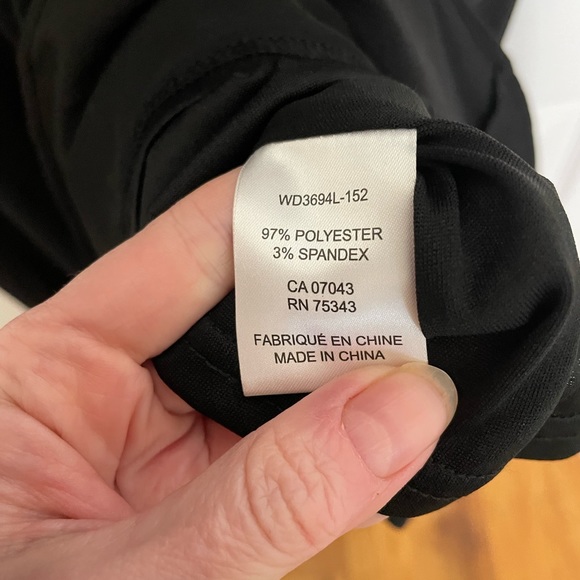 WD3694L-152
97% POLYESTER
3% SPANDEX
CA 07043
RN 75343
FABRIQUÉ EN CHINE
MADE IN CHINA